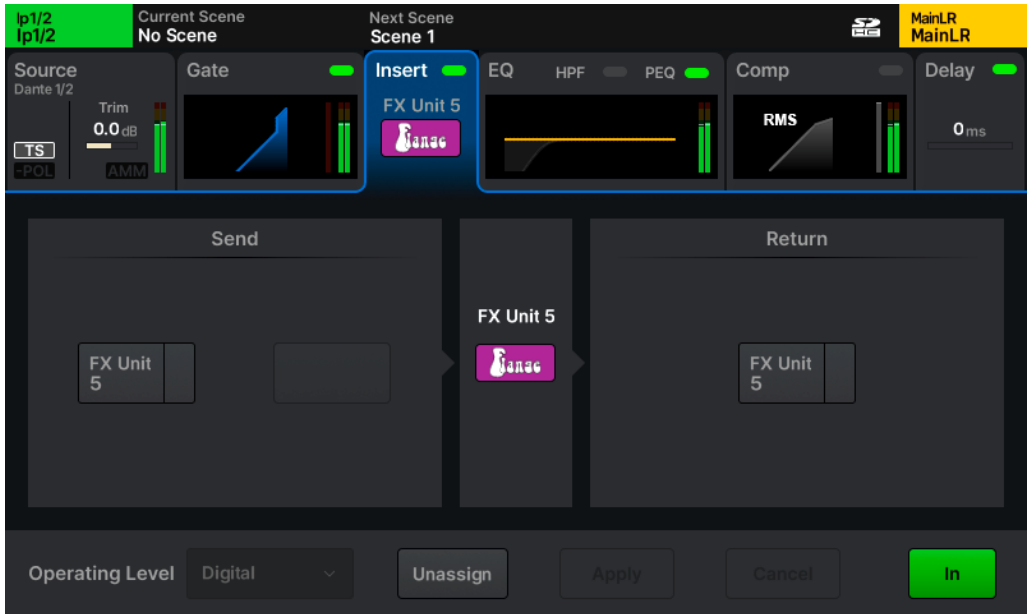 Ip1/2
Ip1/2
Current Scene
No Scene
Next Scene
Scene 1
MainLR
MainLR
Source
Dante 1/2
Trim
0.0 dB
TS
-POL
AMM
Gate
Insert
FX Unit 5
flange
EQ
HPF
PEQ
Comp
RMS
Delay
0 ms
Send
FX Unit
5
FX Unit 5
flange
Return
FX Unit
5
Operating Level
Digital
Unassign
Apply
Cancel
In